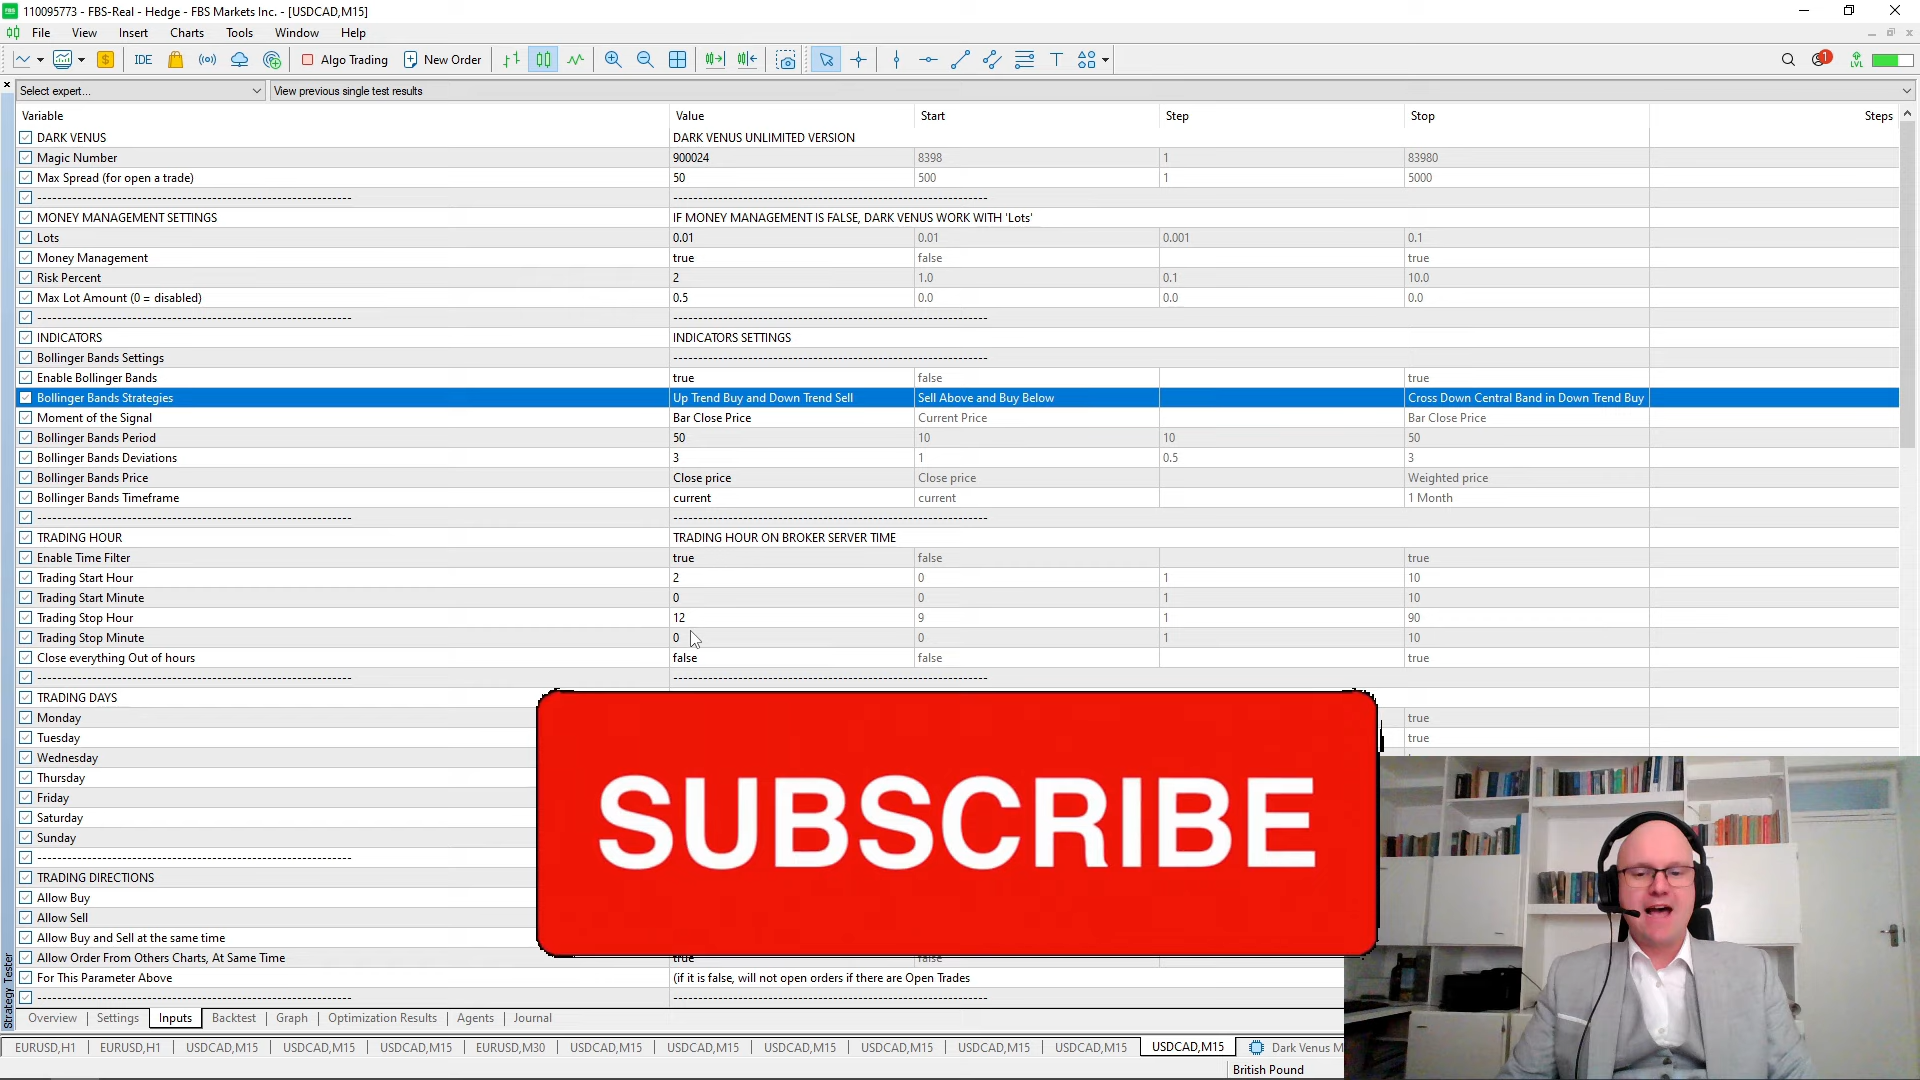 110095773 - FBS-Real - Hedge - FBS Markets Inc. - [USDCAD,M15]
File View Insert Charts Tools Window Help
IDE Algo Trading New Order 1 LVL
Select expert... View previous single test results
Variable Value Start Step Stop Steps
DARK VENUS DARK VENUS UNLIMITED VERSION
Magic Number 900024 8398 1 83980
Max Spread (for open a trade) 50 500 1 5000
--------------------------------------------------------------- ---------------------------------------------------------------
MONEY MANAGEMENT SETTINGS IF MONEY MANAGEMENT IS FALSE, DARK VENUS WORK WITH 'Lots'
Lots 0.01 0.01 0.001 0.1
Money Management true false true
Risk Percent 2 1.0 0.1 10.0
Max Lot Amount (0 = disabled) 0.5 0.0 0.0 0.0
--------------------------------------------------------------- ---------------------------------------------------------------
INDICATORS INDICATORS SETTINGS
Bollinger Bands Settings ---------------------------------------------------------------
Enable Bollinger Bands true false true
Bollinger Bands Strategies Up Trend Buy and Down Trend Sell Sell Above and Buy Below Cross Down Central Band in Down Trend Buy
Moment of the Signal Bar Close Price Current Price Bar Close Price
Bollinger Bands Period 50 10 10 50
Bollinger Bands Deviations 3 1 0.5 3
Bollinger Bands Price Close price Close price Weighted price
Bollinger Bands Timeframe current current 1 Month
--------------------------------------------------------------- ---------------------------------------------------------------
TRADING HOUR TRADING HOUR ON BROKER SERVER TIME
Enable Time Filter true false true
Trading Start Hour 2 0 1 10
Trading Start Minute 0 0 1 10
Trading Stop Hour 12 9 1 90
Trading Stop Minute 0 0 1 10
Close everything Out of hours false false true
--------------------------------------------------------------- ---------------------------------------------------------------
TRADING DAYS
Monday true
Tuesday true
Wednesday
Thursday
Friday
Saturday
Sunday
---------------------------------------------------------------
TRADING DIRECTIONS
Allow Buy
Allow Sell
Allow Buy and Sell at the same time
Allow Order From Others Charts, At Same Time true false
For This Parameter Above (if it is false, will not open orders if there are Open Trades
--------------------------------------------------------------- ---------------------------------------------------------------
SUBSCRIBE
Strategy Tester
Overview Settings Inputs Backtest Graph Optimization Results Agents Journal
EURUSD,H1 EURUSD,H1 USDCAD,M15 USDCAD,M15 USDCAD,M15 EURUSD,M30 USDCAD,M15 USDCAD,M15 USDCAD,M15 USDCAD,M15 USDCAD,M15 USDCAD,M15 USDCAD,M15 Dark Venus M
British Pound